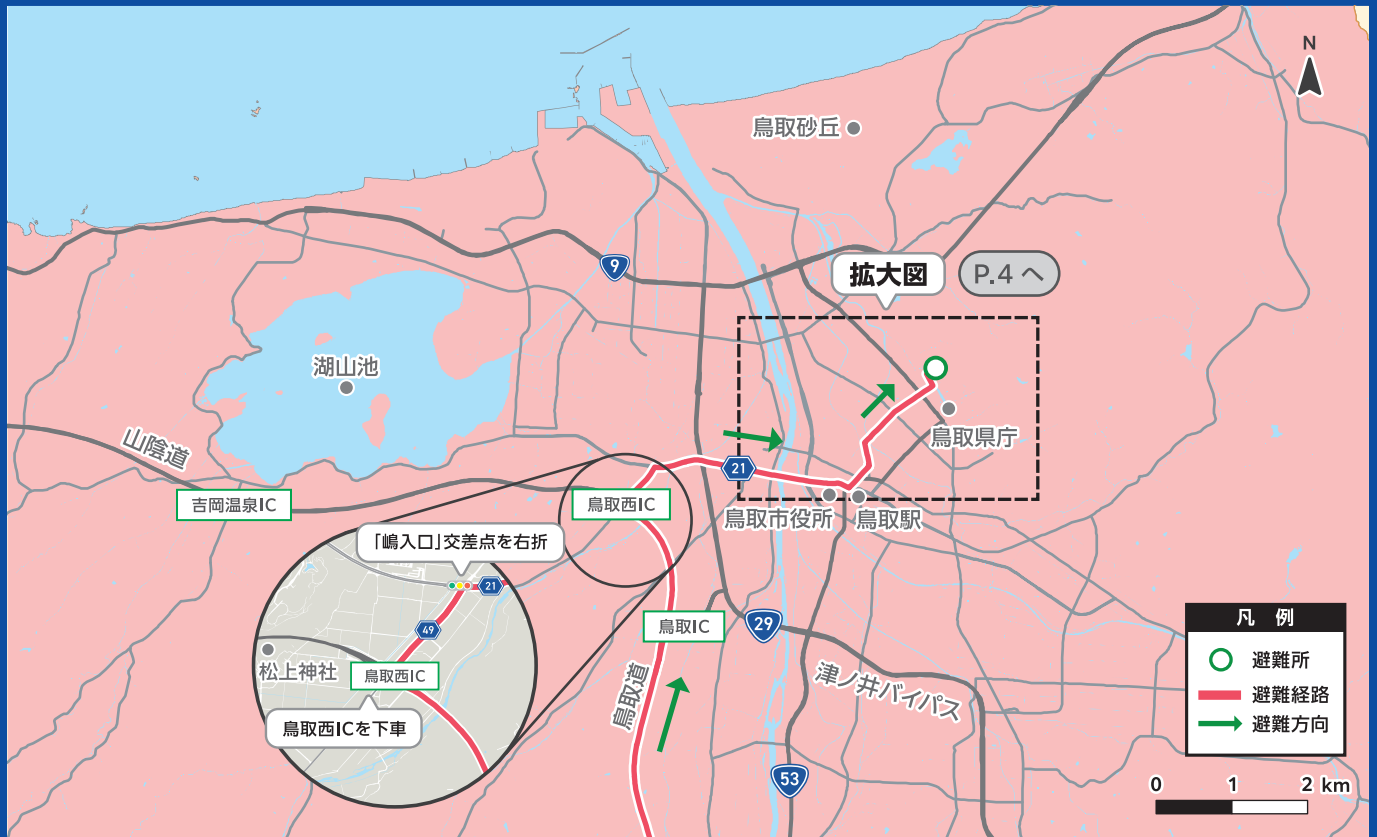 N
鳥取砂丘
9
拡大図
P.4 へ
湖山池
鳥取県庁
山陰道
21
吉岡温泉IC
鳥取西IC
鳥取市役所
鳥取駅
「嶋入口」交差点を右折
21
49
松上神社
鳥取西IC
鳥取西ICを下車
鳥取IC
29
鳥取道
津ノ井バイパス
53
凡 例
避難所
避難経路
避難方向
0 1 2 km